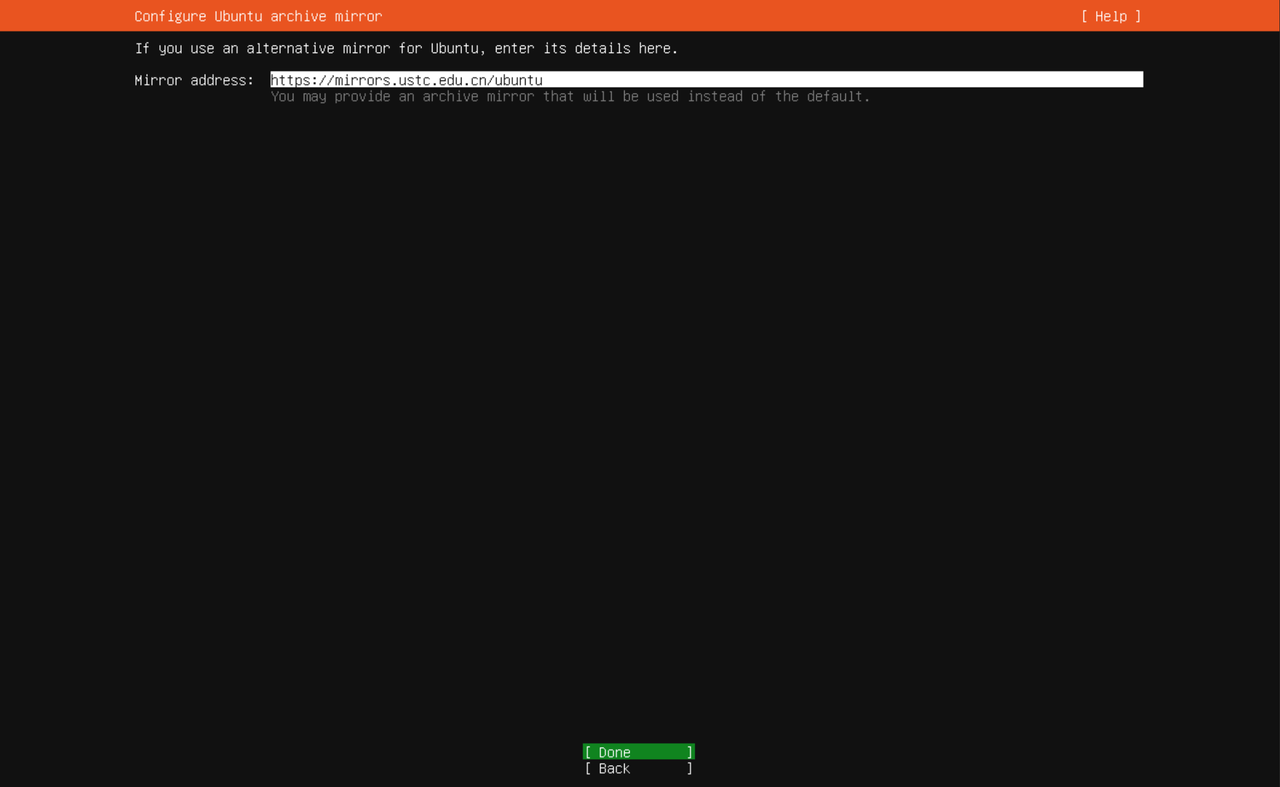 Configure Ubuntu archive mirror [ Help ]
If you use an alternative mirror for Ubuntu, enter its details here.
Mirror address: https://mirrors.ustc.edu.cn/ubuntu
You may provide an archive mirror that will be used instead of the default.
[ Done ]
[ Back ]